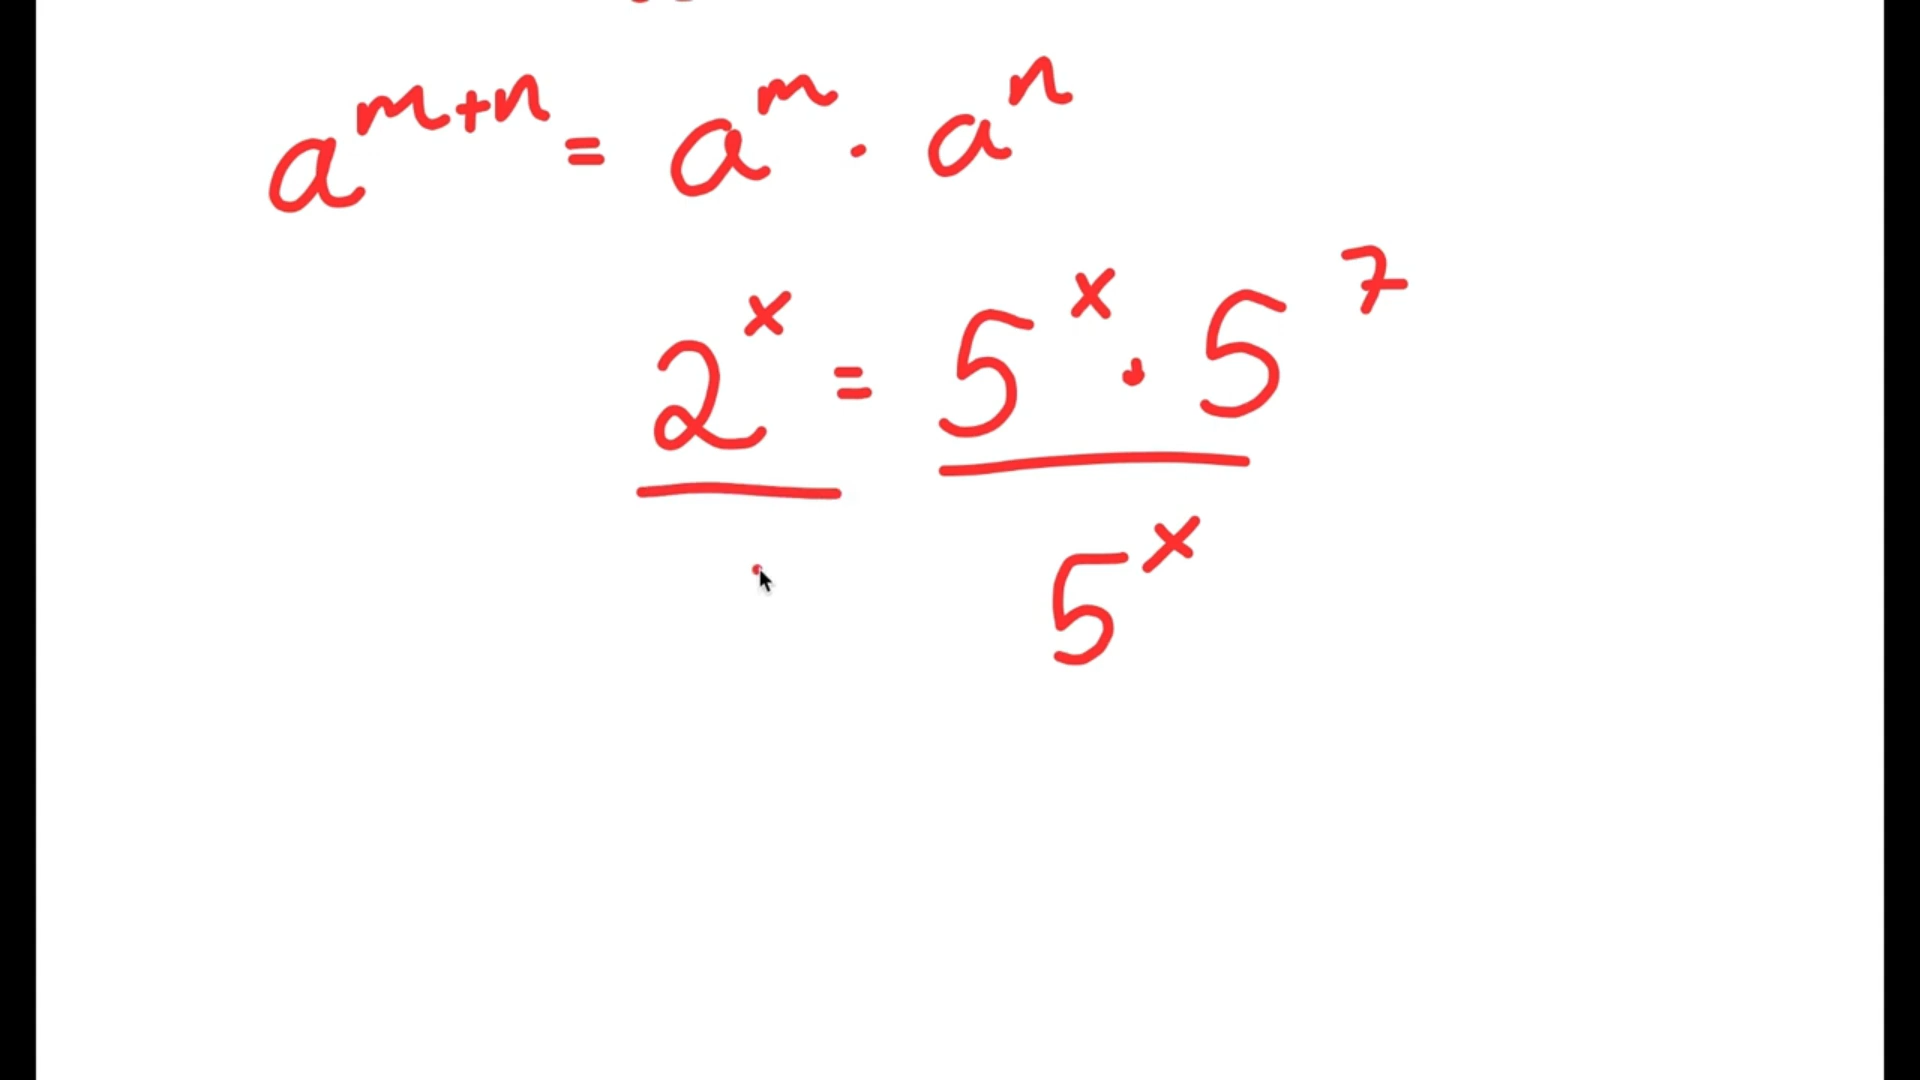 a^{m+n} = a^m · a^n
2^x = 5^x · 5^7
5^x